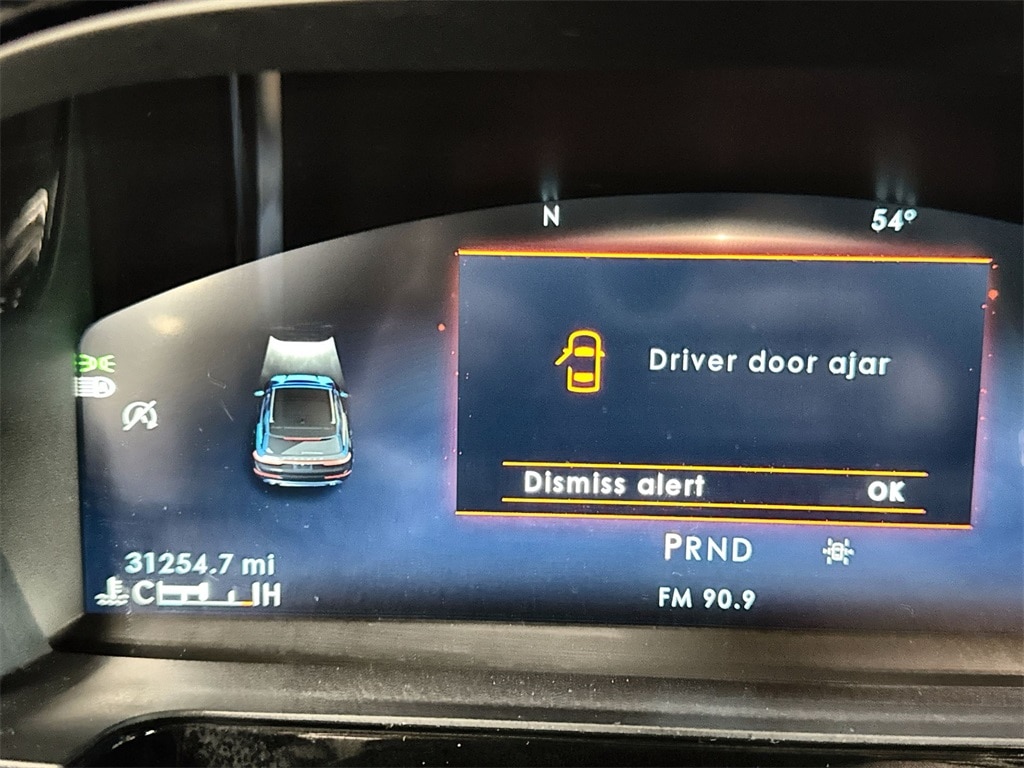 N
54°
Driver door ajar
Dismiss alert OK
31254.7 mi
PRND
C H
FM 90.9